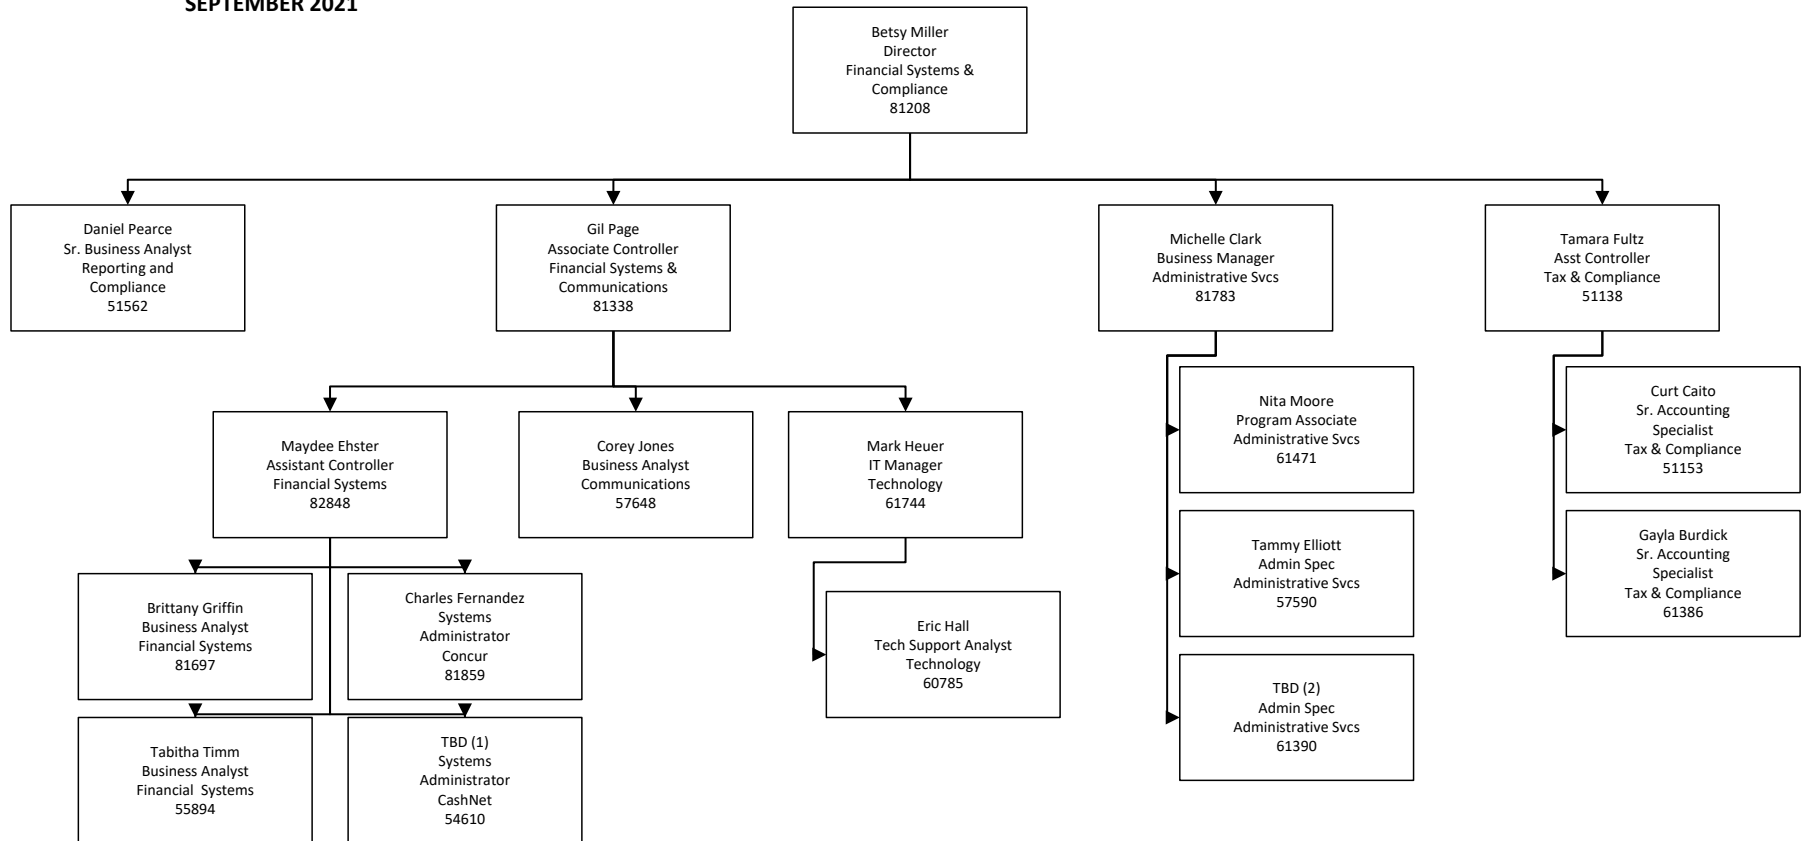 SEPTEMBER 2021
Betsy Miller
Director
Financial Systems &
Compliance
81208
Daniel Pearce
Sr. Business Analyst
Reporting and
Compliance
51562
Gil Page
Associate Controller
Financial Systems &
Communications
81338
Michelle Clark
Business Manager
Administrative Svcs
81783
Tamara Fultz
Asst Controller
Tax & Compliance
51138
Maydee Ehster
Assistant Controller
Financial Systems
82848
Corey Jones
Business Analyst
Communications
57648
Mark Heuer
IT Manager
Technology
61744
Nita Moore
Program Associate
Administrative Svcs
61471
Curt Caito
Sr. Accounting
Specialist
Tax & Compliance
51153
Tammy Elliott
Admin Spec
Administrative Svcs
57590
Gayla Burdick
Sr. Accounting
Specialist
Tax & Compliance
61386
Brittany Griffin
Business Analyst
Financial Systems
81697
Charles Fernandez
Systems
Administrator
Concur
81859
Eric Hall
Tech Support Analyst
Technology
60785
TBD (2)
Admin Spec
Administrative Svcs
61390
Tabitha Timm
Business Analyst
Financial  Systems
55894
TBD (1)
Systems
Administrator
CashNet
54610